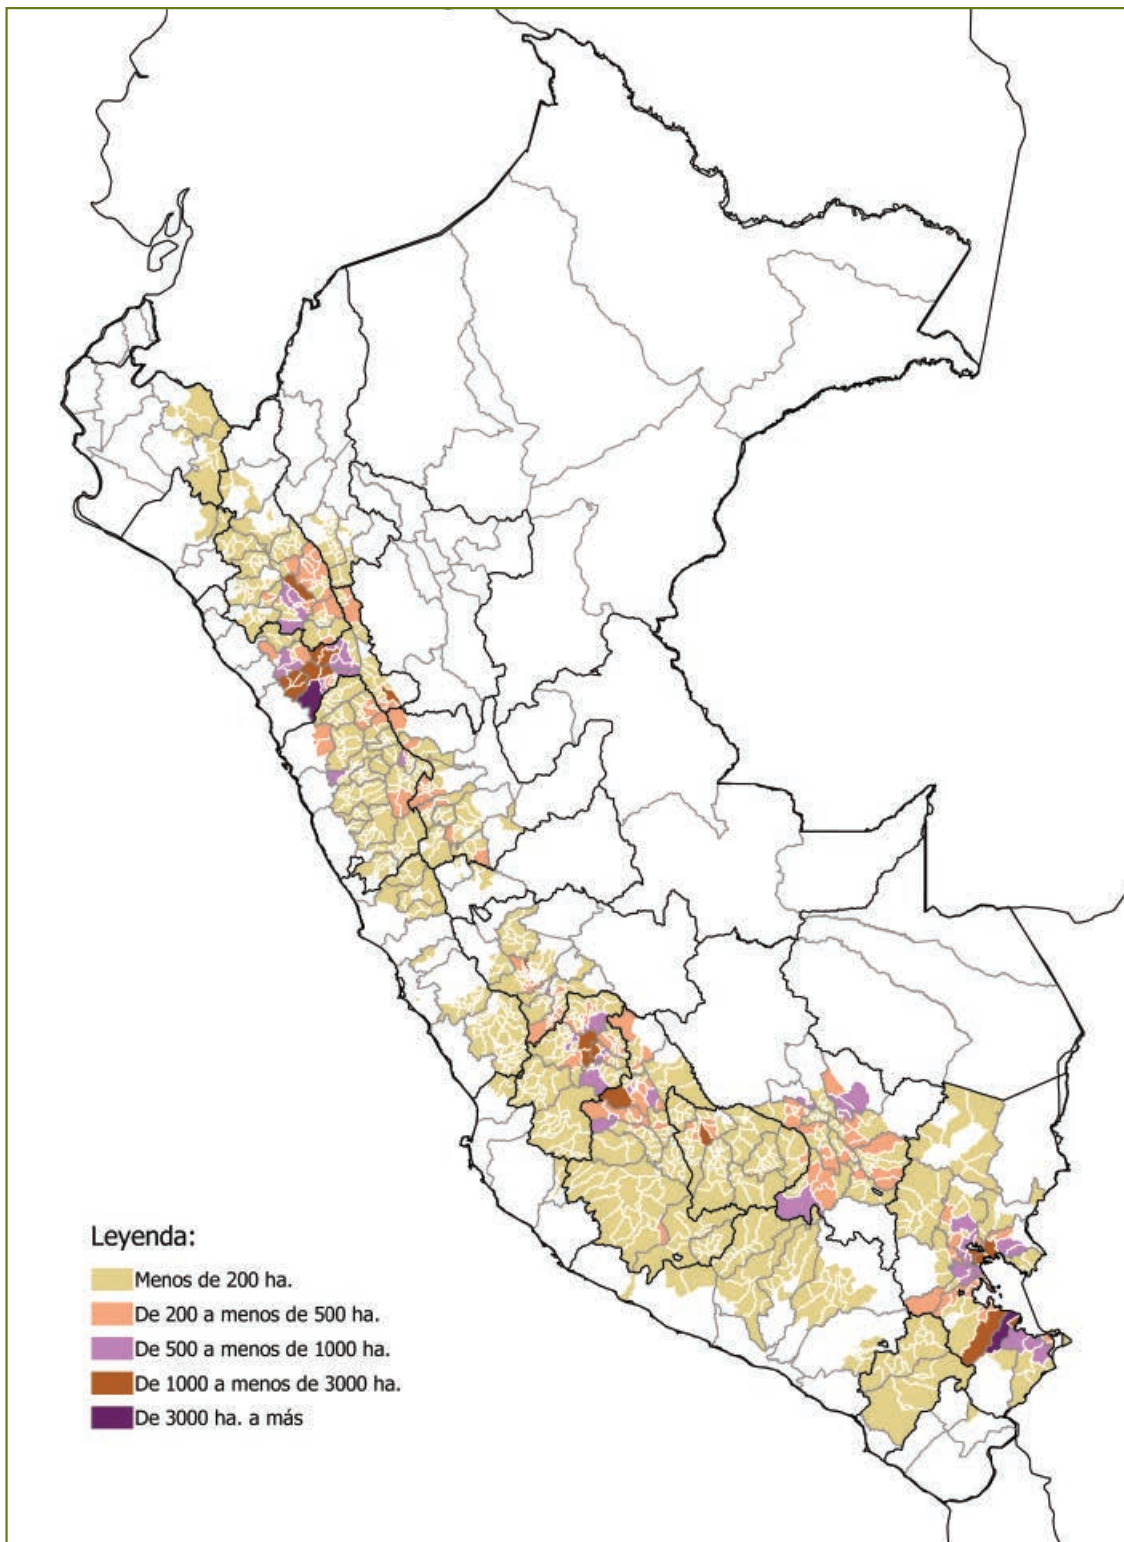 Leyenda:
Menos de 200 ha.
De 200 a menos de 500 ha.
De 500 a menos de 1000 ha.
De 1000 a menos de 3000 ha.
De 3000 ha. a más